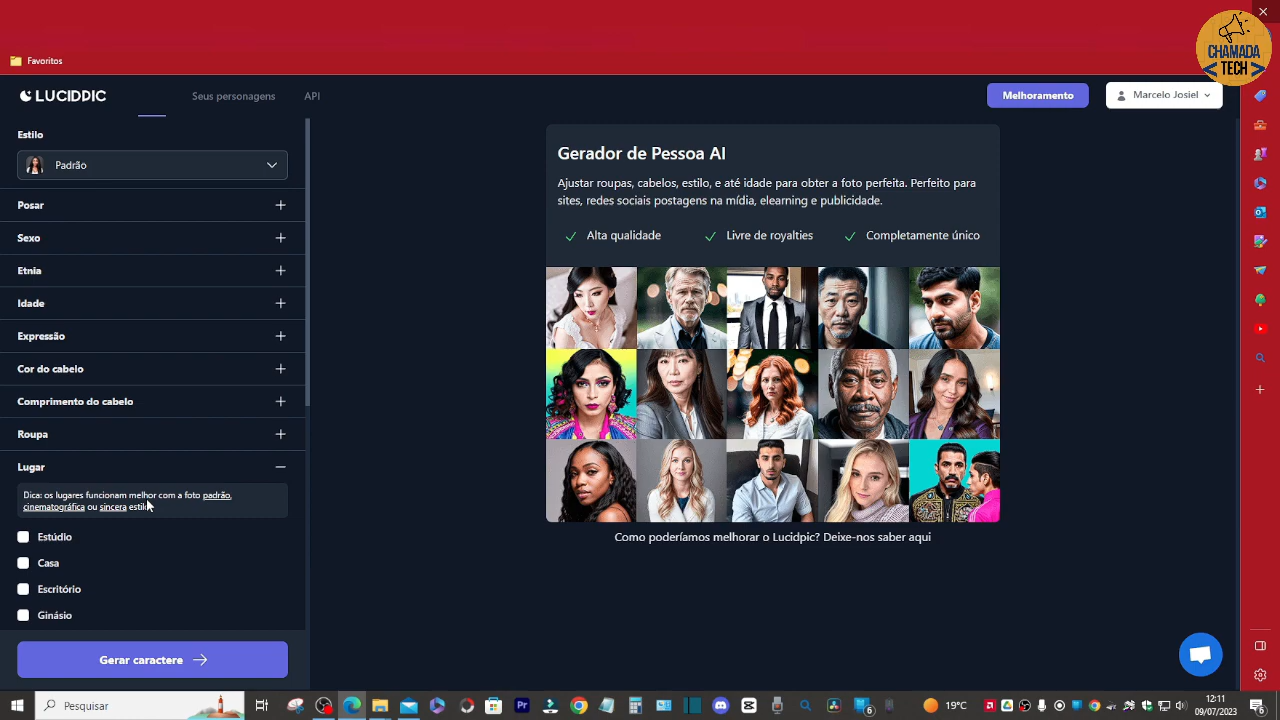 CHAMADA
<TECH>
Favoritos
LUCIDPIC
Seus personagens
API
Melhoramento
Marcelo Josiel
Estilo
Padrão
Posar
Sexo
Etnia
Idade
Expressão
Cor do cabelo
Comprimento do cabelo
Roupa
Lugar
Dica: os lugares funcionam melhor com a foto padrão,
cinematográfica ou sincera estilo
Estúdio
Casa
Escritório
Ginásio
Gerar caractere
Gerador de Pessoa AI
Ajustar roupas, cabelos, estilo, e até idade para obter a foto perfeita. Perfeito para
sites, redes sociais postagens na mídia, elearning e publicidade.
Alta qualidade
Livre de royalties
Completamente único
Como poderíamos melhorar o Lucidpic? Deixe-nos saber aqui
Pesquisar
Pr
6
19°C
12:11
09/07/2023
6